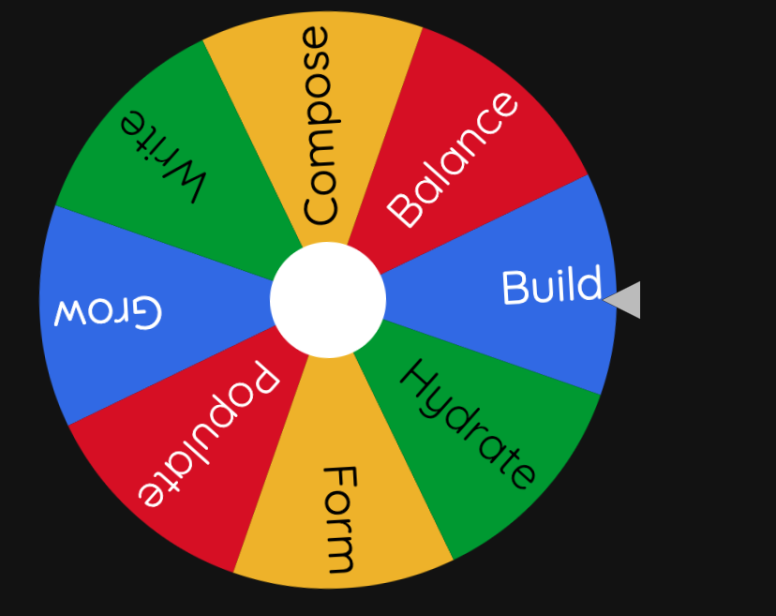 Compose
Balance
Build
Hydrate
Form
Populate
Grow
Write